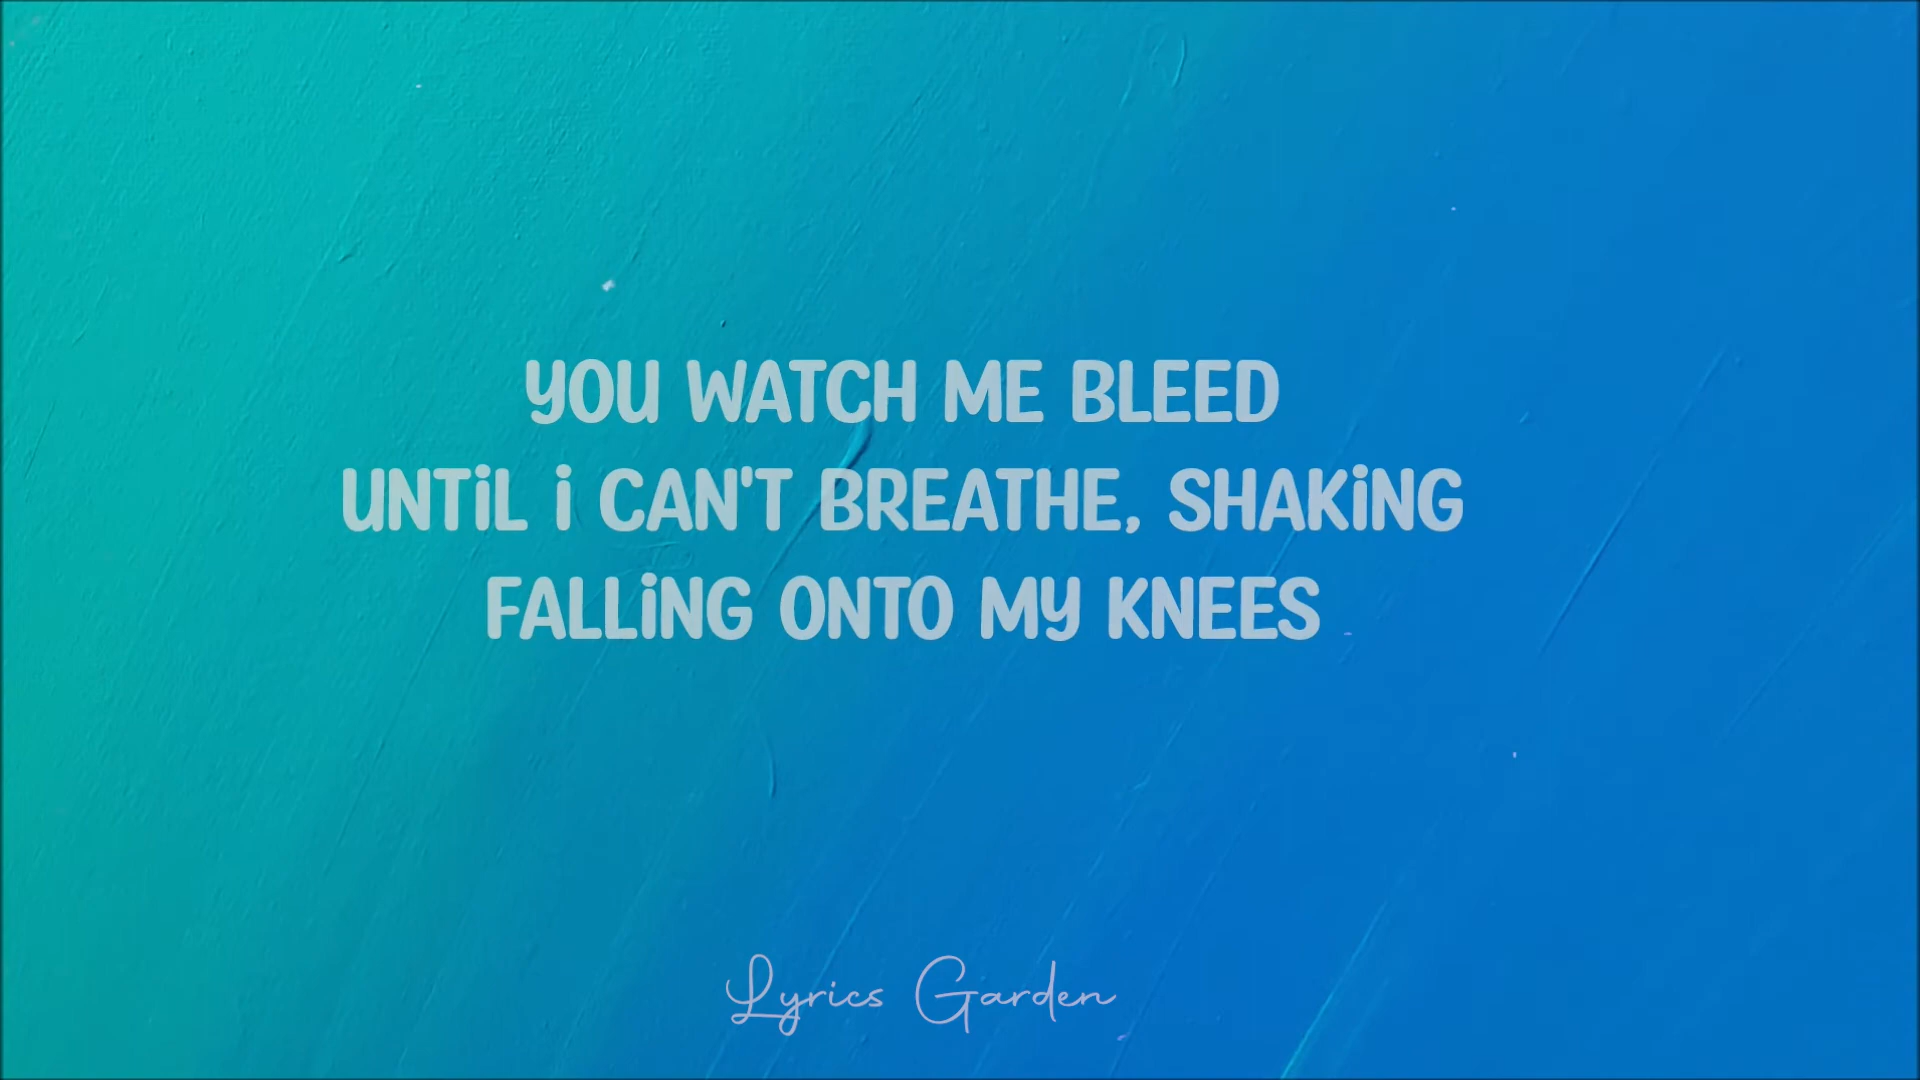 YOU WATCH ME BLEED
UNTiL i CAN'T BREATHE, SHAKiNG
FALLiNG ONTO MY KNEES
Lyrics Garden